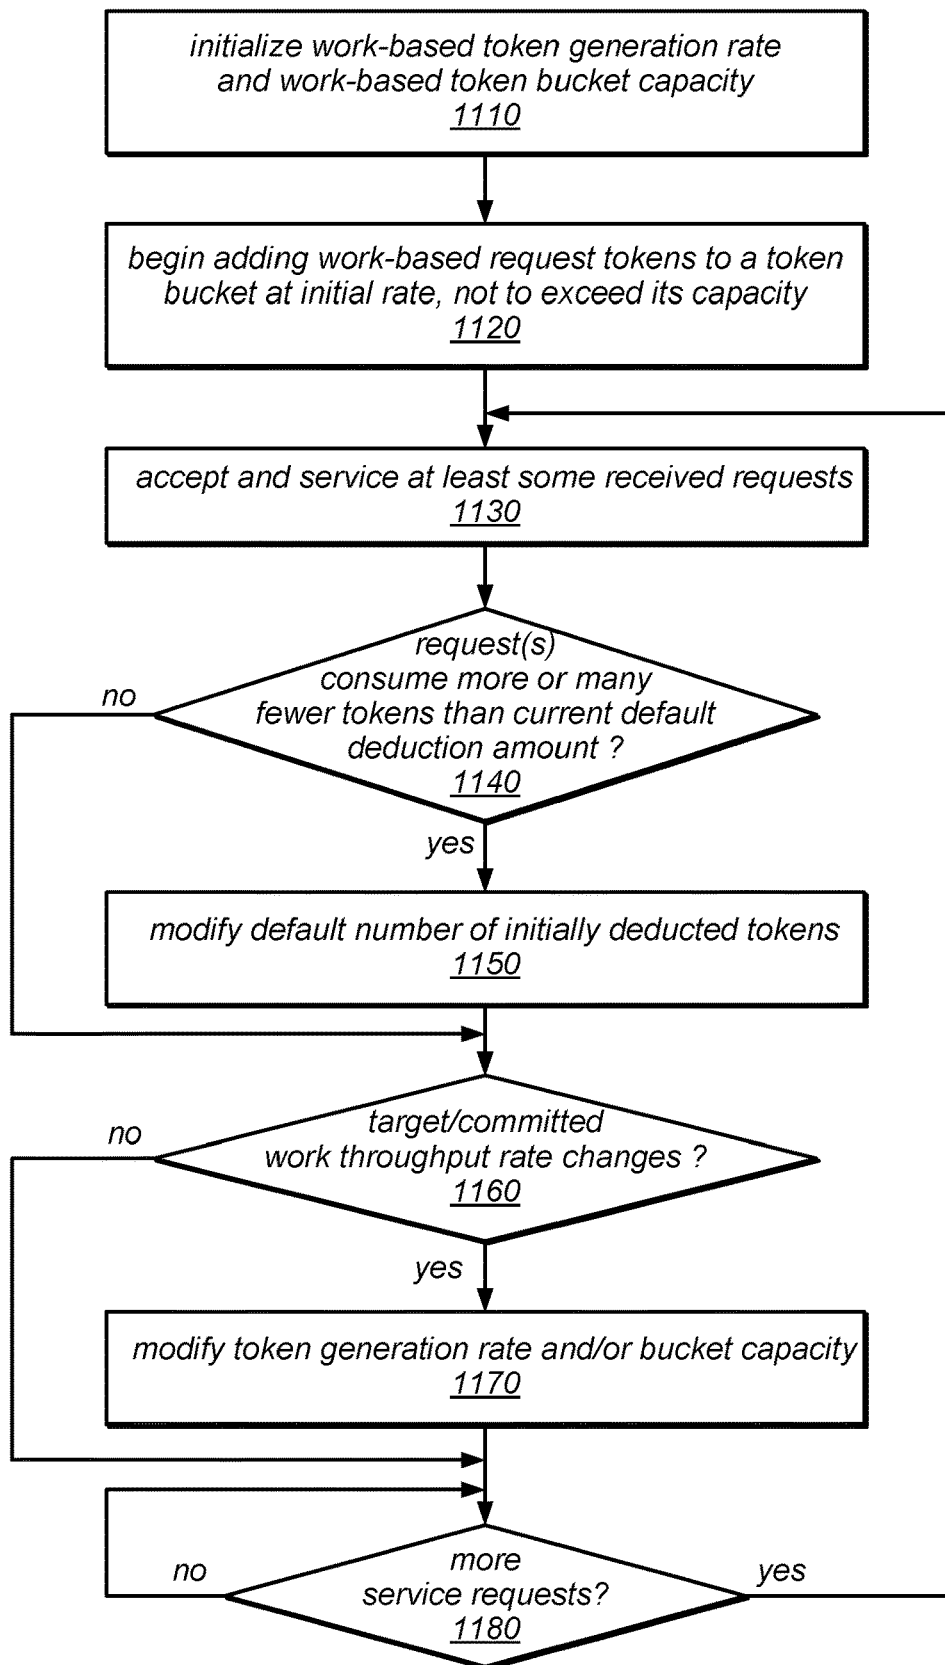 initialize work-based token generation rate
and work-based token bucket capacity
1110
begin adding work-based request tokens to a token
bucket at initial rate, not to exceed its capacity
1120
accept and service at least some received requests
1130
request(s)
consume more or many
fewer tokens than current default
deduction amount ?
1140
no
yes
modify default number of initially deducted tokens
1150
target/committed
work throughput rate changes ?
1160
no
yes
modify token generation rate and/or bucket capacity
1170
more
service requests?
1180
no
yes